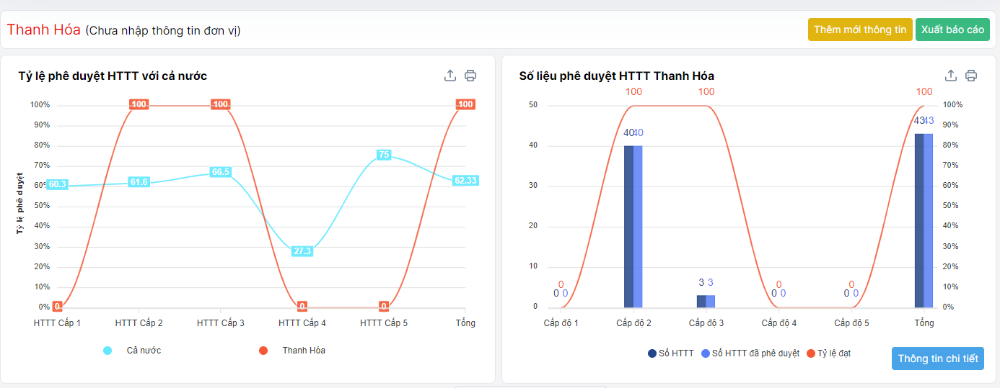 Thanh Hóa (Chưa nhập thông tin đơn vị)
Thêm mới thông tin
Xuất báo cáo
Tỷ lệ phê duyệt HTTT với cả nước
Tỷ lệ phê duyệt
100%
90%
80%
70%
60%
50%
40%
30%
20%
10%
0%
60.3
61.6
66.5
27.3
75
62.33
0
100
100
0
0
100
HTTT Cấp 1
HTTT Cấp 2
HTTT Cấp 3
HTTT Cấp 4
HTTT Cấp 5
Tổng
Cả nước
Thanh Hóa
Số liệu phê duyệt HTTT Thanh Hóa
50
40
30
20
10
0
100
100
100
0
0 0
4040
3 3
0
0 0
0
0 0
4343
100%
90%
80%
70%
60%
50%
40%
30%
20%
10%
0%
Cấp độ 1
Cấp độ 2
Cấp độ 3
Cấp độ 4
Cấp độ 5
Tổng
Số HTTT
Số HTTT đã phê duyệt
Tỷ lệ đạt
Thông tin chi tiết